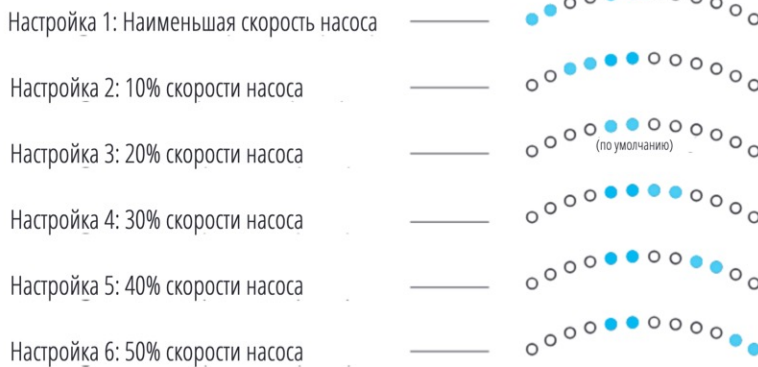 Настройка 1: Наименьшая скорость насоса
Настройка 2: 10% скорости насоса
Настройка 3: 20% скорости насоса
(по умолчанию)
Настройка 4: 30% скорости насоса
Настройка 5: 40% скорости насоса
Настройка 6: 50% скорости насоса